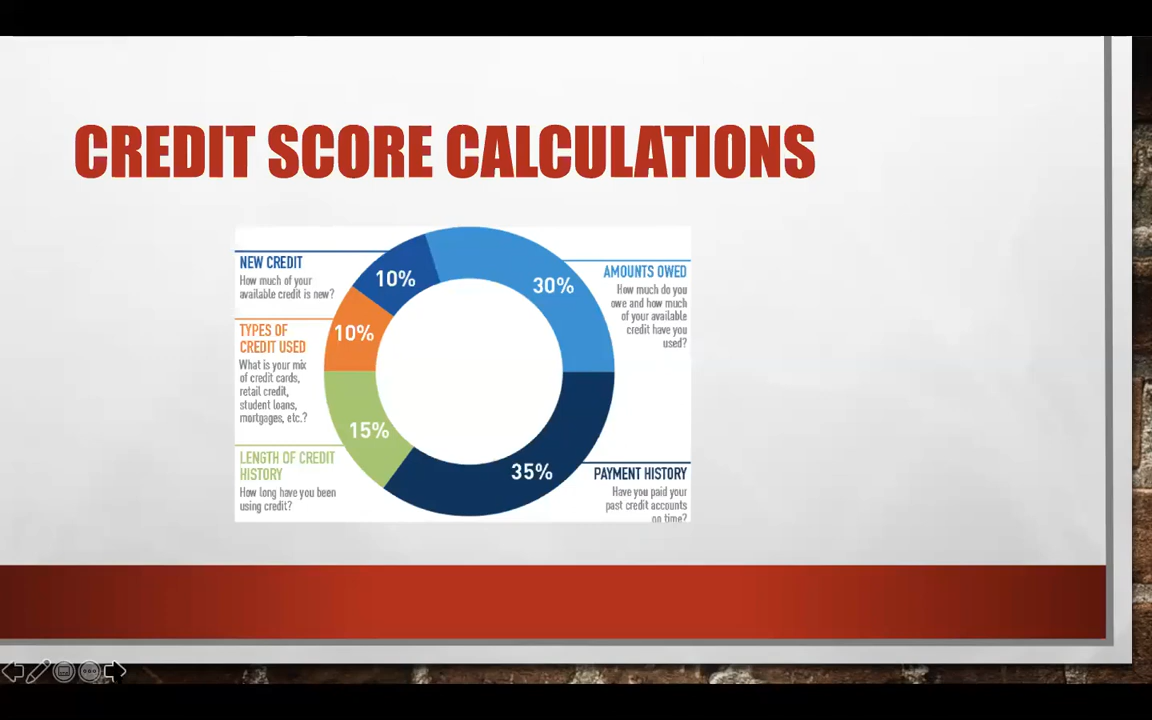 CREDIT SCORE CALCULATIONS
NEW CREDIT
How much of your
available credit is new?
10%
TYPES OF
CREDIT USED
What is your mix
of credit cards,
retail credit,
student loans,
mortgages, etc.?
10%
LENGTH OF CREDIT
HISTORY
How long have you been
using credit?
15%
30%
AMOUNTS OWED
How much do you
owe and how much
of your available
credit have you
used?
35%
PAYMENT HISTORY
Have you paid your
past credit accounts
on time?